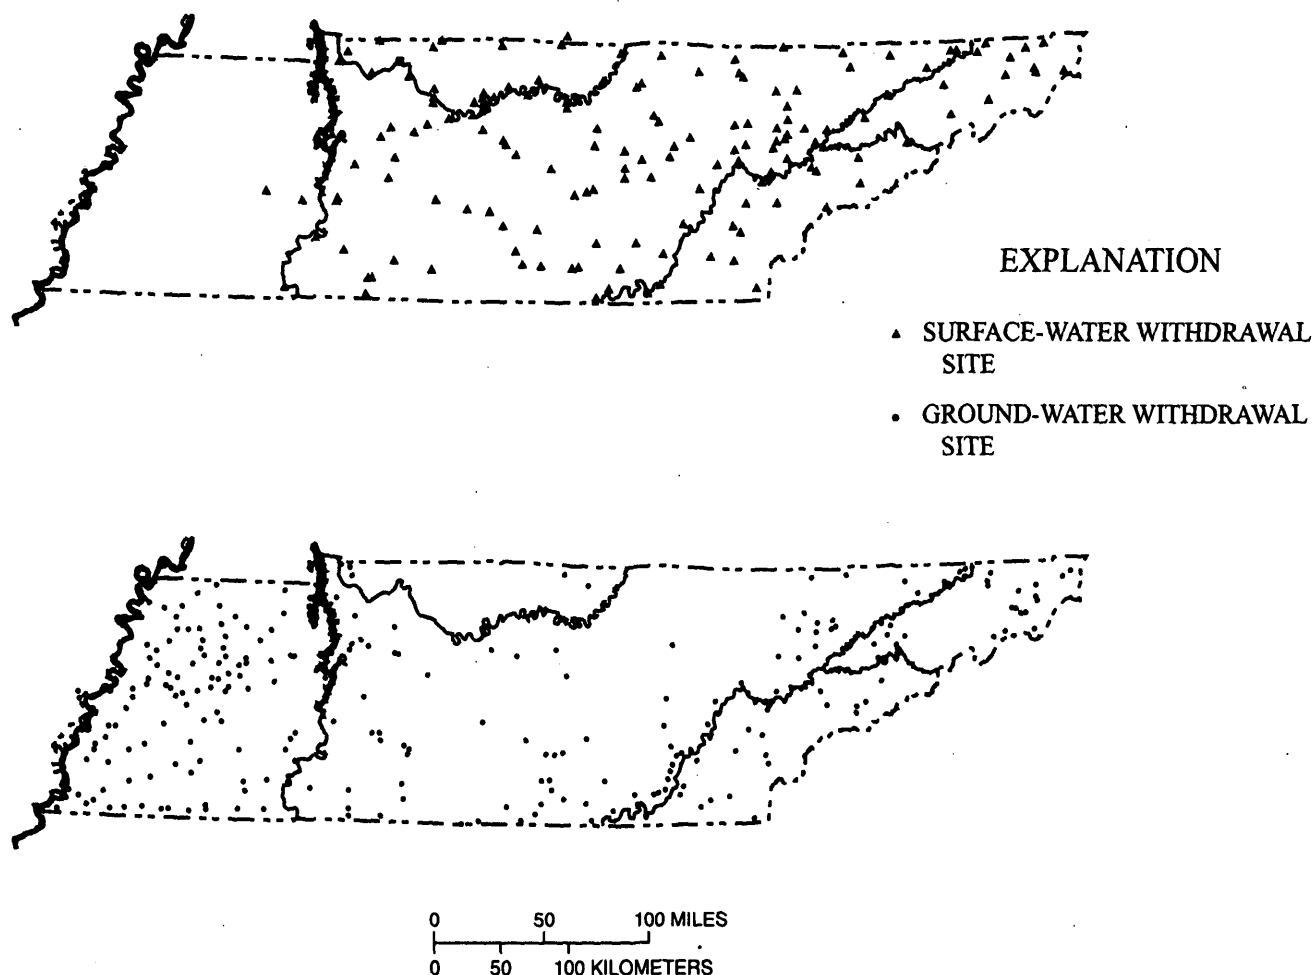 EXPLANATION
SURFACE-WATER WITHDRAWAL
SITE
GROUND-WATER WITHDRAWAL
SITE
0 50 100 MILES
0 50 100 KILOMETERS